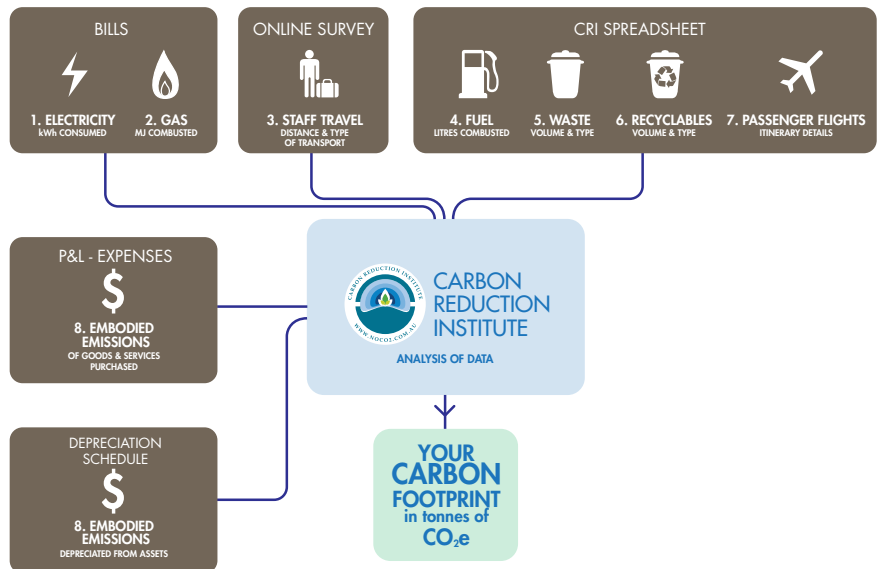 BILLS
1. ELECTRICITY
kWh CONSUMED
2. GAS
MJ COMBUSTED
ONLINE SURVEY
3. STAFF TRAVEL
DISTANCE & TYPE
OF TRANSPORT
CRI SPREADSHEET
4. FUEL
LITRES COMBUSTED
5. WASTE
VOLUME & TYPE
6. RECYCLABLES
VOLUME & TYPE
7. PASSENGER FLIGHTS
ITINERARY DETAILS
P&L - EXPENSES
$
8. EMBODIED
EMISSIONS
OF GOODS & SERVICES
PURCHASED
CARBON REDUCTION INSTITUTE
WWW.NOCO2.COM.AU
CARBON
REDUCTION
INSTITUTE
ANALYSIS OF DATA
DEPRECIATION
SCHEDULE
$
8. EMBODIED
EMISSIONS
DEPRECIATED FROM ASSETS
YOUR
CARBON
FOOTPRINT
in tonnes of
CO₂e